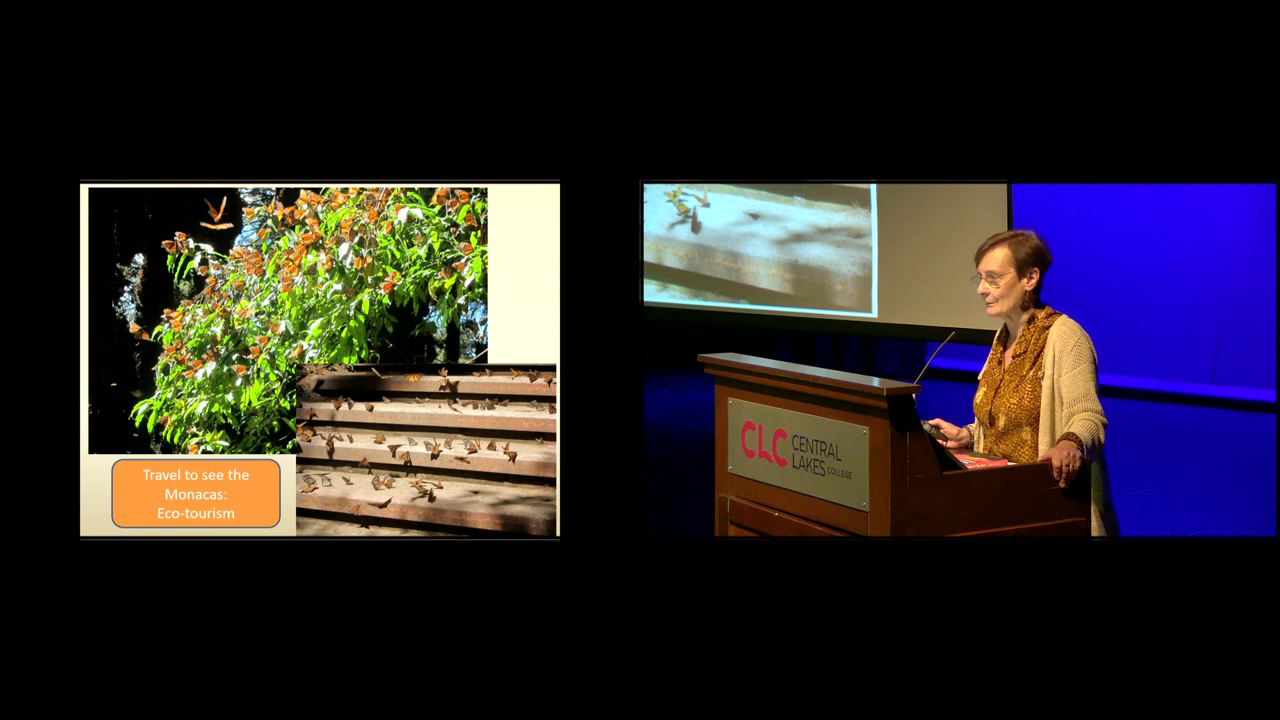 Travel to see the
Monacas:
Eco-tourism
CLC CENTRAL
LAKES COLLEGE